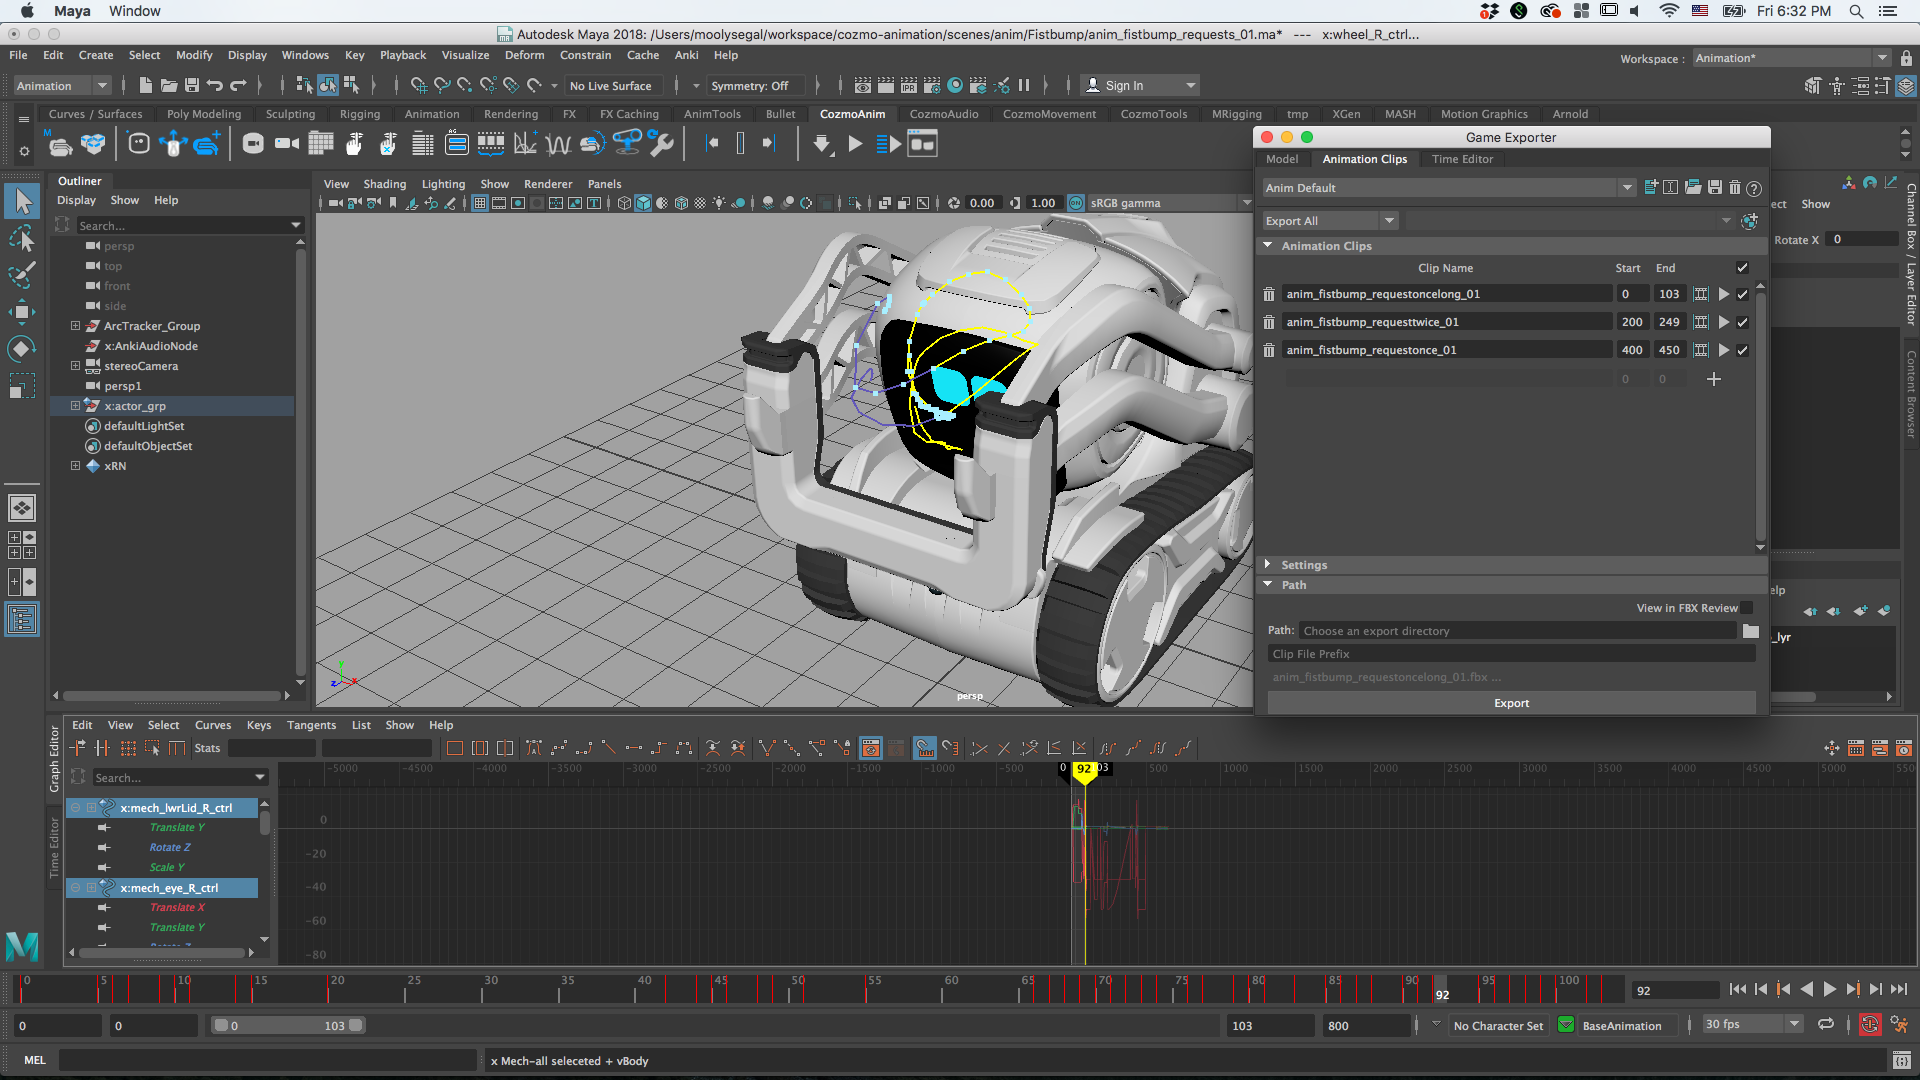 Maya Window
Fri 6:32 PM
Autodesk Maya 2018: /Users/moolysegal/workspace/cozmo-animation/scenes/anim/Fistbump/anim_fistbump_requests_01.ma* --- x:wheel_R_ctrl...
File Edit Create Select Modify Display Windows Key Playback Visualize Deform Constrain Cache Anki Help
Workspace : Animation*
Animation
No Live Surface
Symmetry: Off
IPR
Sign In
Curves / Surfaces Poly Modeling Sculpting Rigging Animation Rendering FX FX Caching AnimTools Bullet CozmoAnim CozmoAudio CozmoMovement CozmoTools MRigging tmp XGen MASH Motion Graphics Arnold
Game Exporter
Model Animation Clips Time Editor
Anim Default
Export All
Animation Clips
Clip Name Start End
anim_fistbump_requestoncelong_01 0 103
anim_fistbump_requesttwice_01 200 249
anim_fistbump_requestonce_01 400 450
0 0
Settings
Path
View in FBX Review
Path: Choose an export directory
Clip File Prefix
anim_fistbump_requestoncelong_01.fbx ...
Export
ect Show
Rotate X 0
Channel Box / Layer Editor
Content Browser
elp
_lyr
Outliner
Display Show Help
Search...
persp
top
front
side
ArcTracker_Group
x:AnkiAudioNode
stereoCamera
persp1
x:actor_grp
defaultLightSet
defaultObjectSet
xRN
View Shading Lighting Show Renderer Panels
0.00 1.00 ON sRGB gamma
persp
z x
Graph Editor
Time Editor
Edit View Select Curves Keys Tangents List Show Help
Stats
Search...
x:mech_lwrLid_R_ctrl
Translate Y
Rotate Z
Scale Y
x:mech_eye_R_ctrl
Translate X
Translate Y
Rotate Z
-5000 -4500 -4000 -3500 -3000 -2500 -2000 -1500 -1000 -500 0 92 03 500 1000 1500 2000 2500 3000 3500 4000 4500 5000 550
0
-20
-40
-60
-80
0 5 10 15 20 25 30 35 40 45 50 55 60 65 70 75 80 85 90 95 100
92
92
0 0 0 103 103 800 No Character Set BaseAnimation 30 fps
MEL
x Mech-all seleceted + vBody